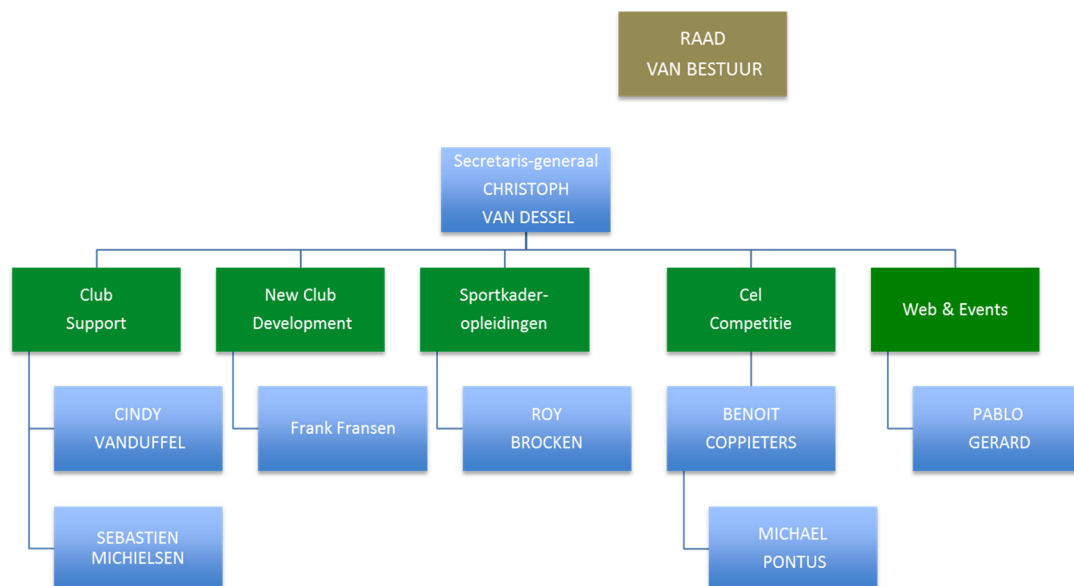 RAAD
VAN BESTUUR
Secretaris-generaal
CHRISTOPH
VAN DESSEL
Club
Support
New Club
Development
Sportkader-
opleidingen
Cel
Competitie
Web & Events
CINDY
VANDUFFEL
Frank Fransen
ROY
BROCKEN
BENOIT
COPPIETERS
PABLO
GERARD
SEBASTIEN
MICHIELSEN
MICHAEL
PONTUS